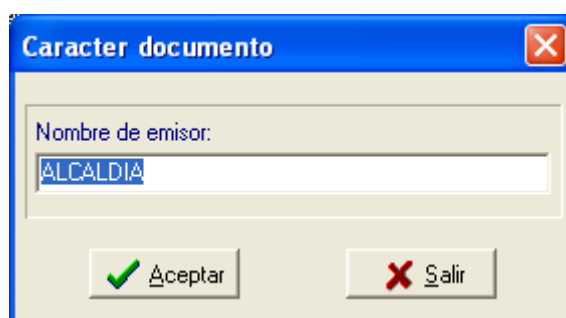 Caracter documento
Nombre de emisor:
ALCALDIA
Aceptar
Salir